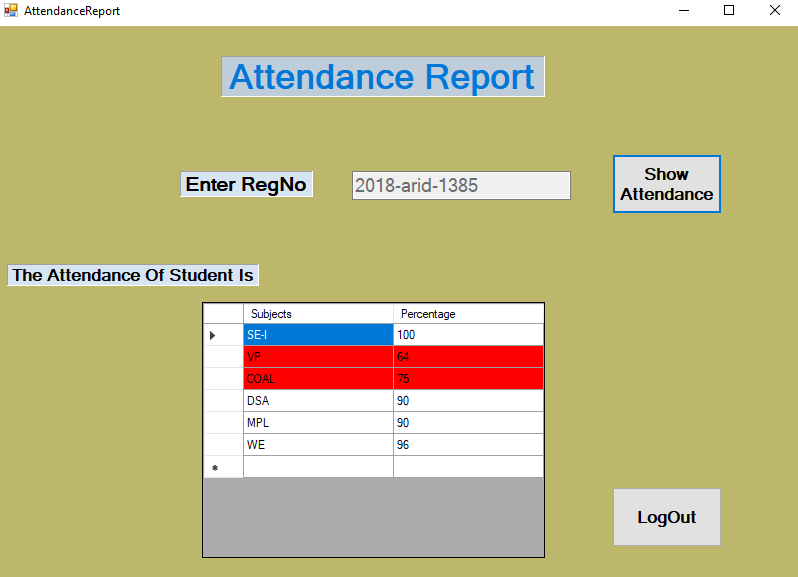 AttendanceReport
Attendance Report
Enter RegNo
2018-arid-1385
Show
Attendance
The Attendance Of Student Is
Subjects Percentage
SE-I 100
VP 64
COAL 75
DSA 90
MPL 90
WE 96
LogOut